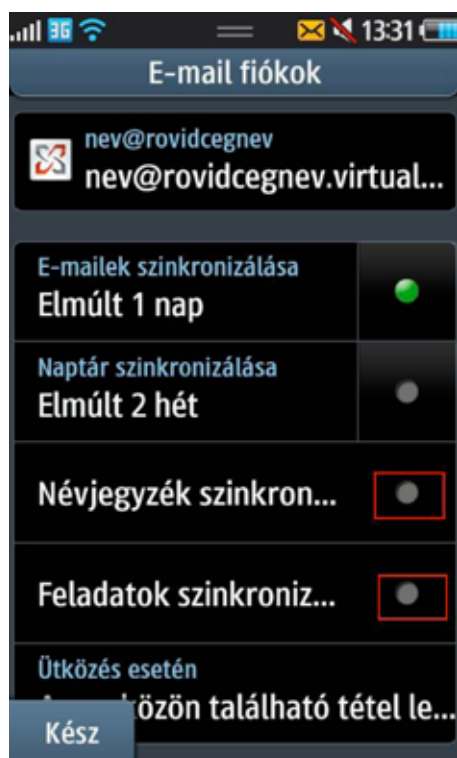 3G 13:31
E-mail fiókok
nev@rovidcegnev
nev@rovidcegnev.virtual...
E-mailek szinkronizálása
Elmúlt 1 nap
Naptár szinkronizálása
Elmúlt 2 hét
Névjegyzék szinkron...
Feladatok szinkroniz...
Ütközés esetén
található tétel le...
Kész